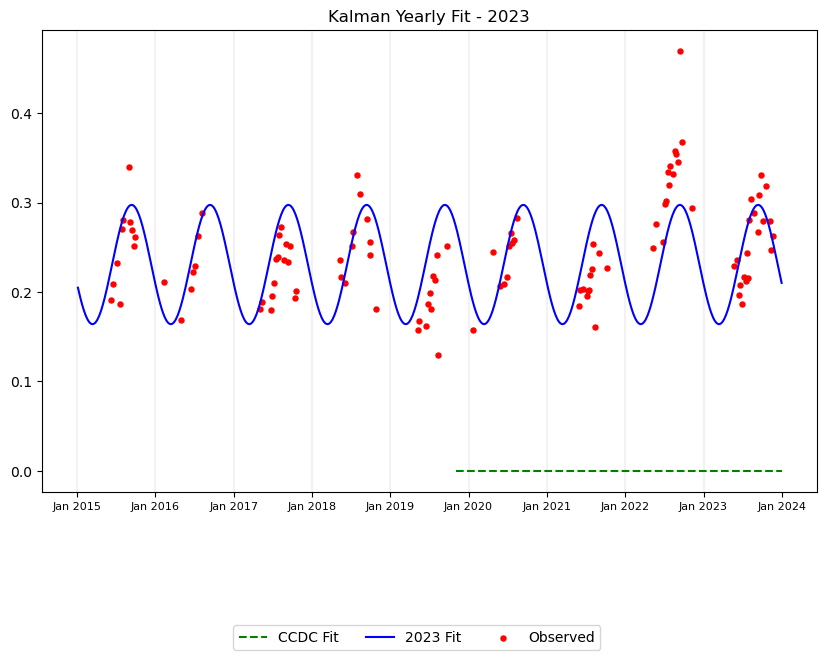 Kalman Yearly Fit - 2023
0.4
0.3
0.2
0.1
0.0
Jan 2015 Jan 2016 Jan 2017 Jan 2018 Jan 2019 Jan 2020 Jan 2021 Jan 2022 Jan 2023 Jan 2024
CCDC Fit 2023 Fit Observed